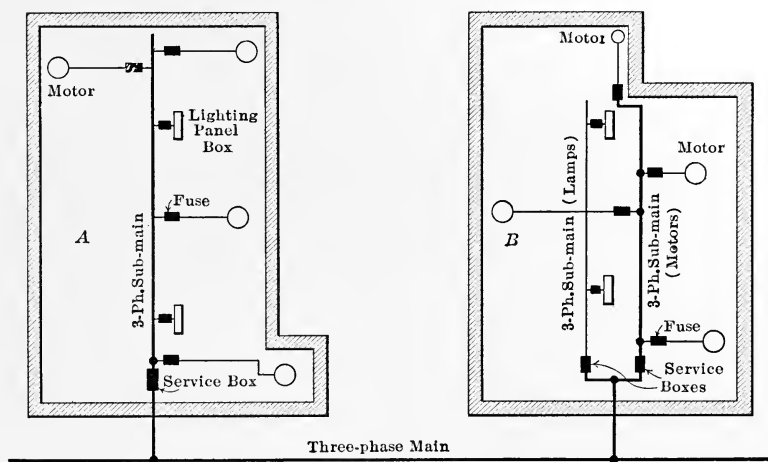 Motor
Lighting
Panel
Box
Fuse
A
3-Ph.Sub-main
Service Box
Motor
Motor
3-Ph.Sub-main (Lamps)
B
3-Ph.Sub-main
(Motors)
Fuse
Service
Boxes
Three-phase Main